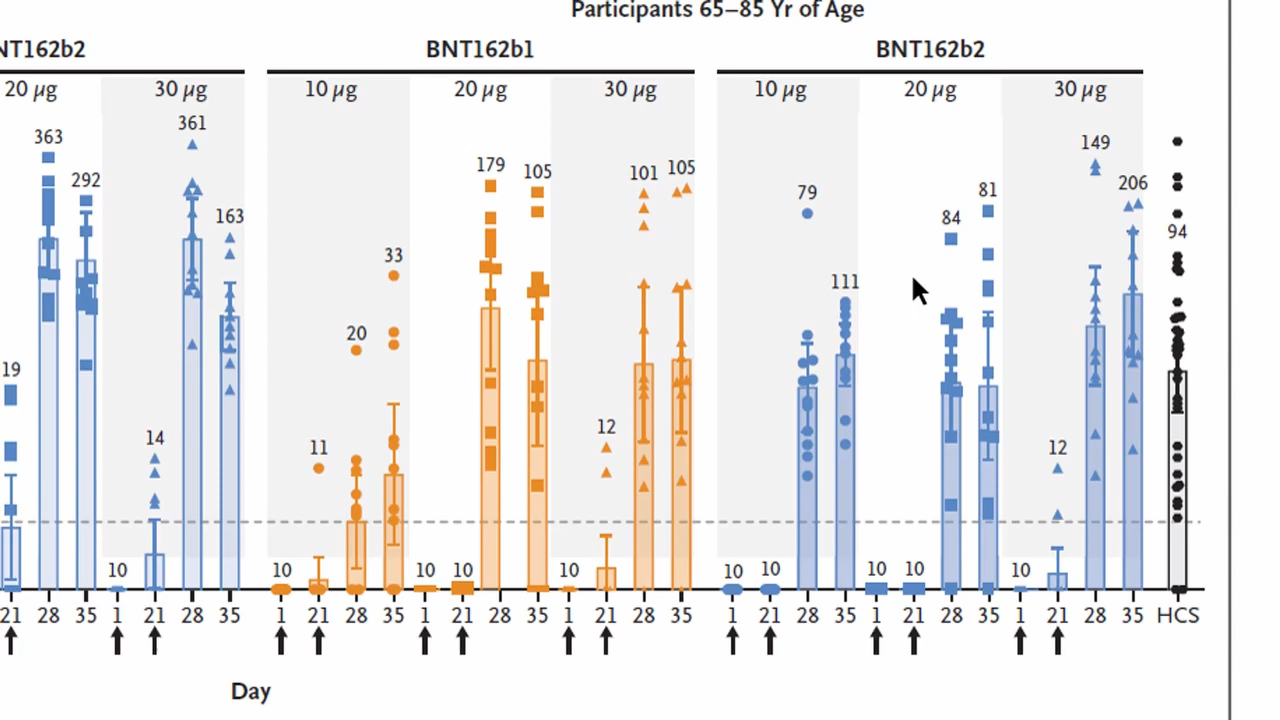 Participants 65–85 Yr of Age
NT162b2 BNT162b1 BNT162b2
20 µg 30 µg 10 µg 20 µg 30 µg 10 µg 20 µg 30 µg
361
363 149
179 105 101 105
292 81 206
163 84 94
33 79
111
20
19
14 11 12 12
10 10 10 10 10 10 10 10 10 10
21 28 35 1 21 28 35 1 21 28 35 1 21 28 35 1 21 28 35 1 21 28 35 1 21 28 35 1 21 28 35 HCS
Day